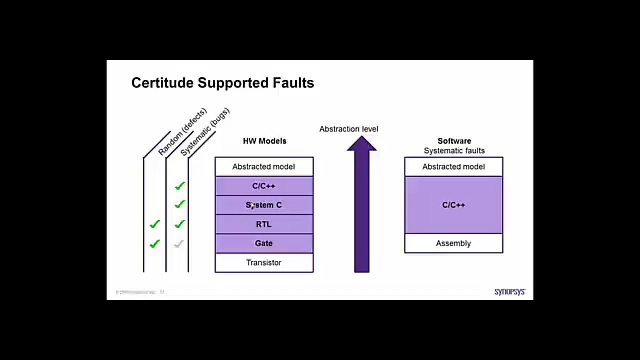 Certitude Supported Faults
Random (defects)
Systematic (bugs)
HW Models
Abstracted model
C/C++
System C
RTL
Gate
Transistor
Abstraction level
Software
Systematic faults
Abstracted model
C/C++
Assembly
SYNOPSYS